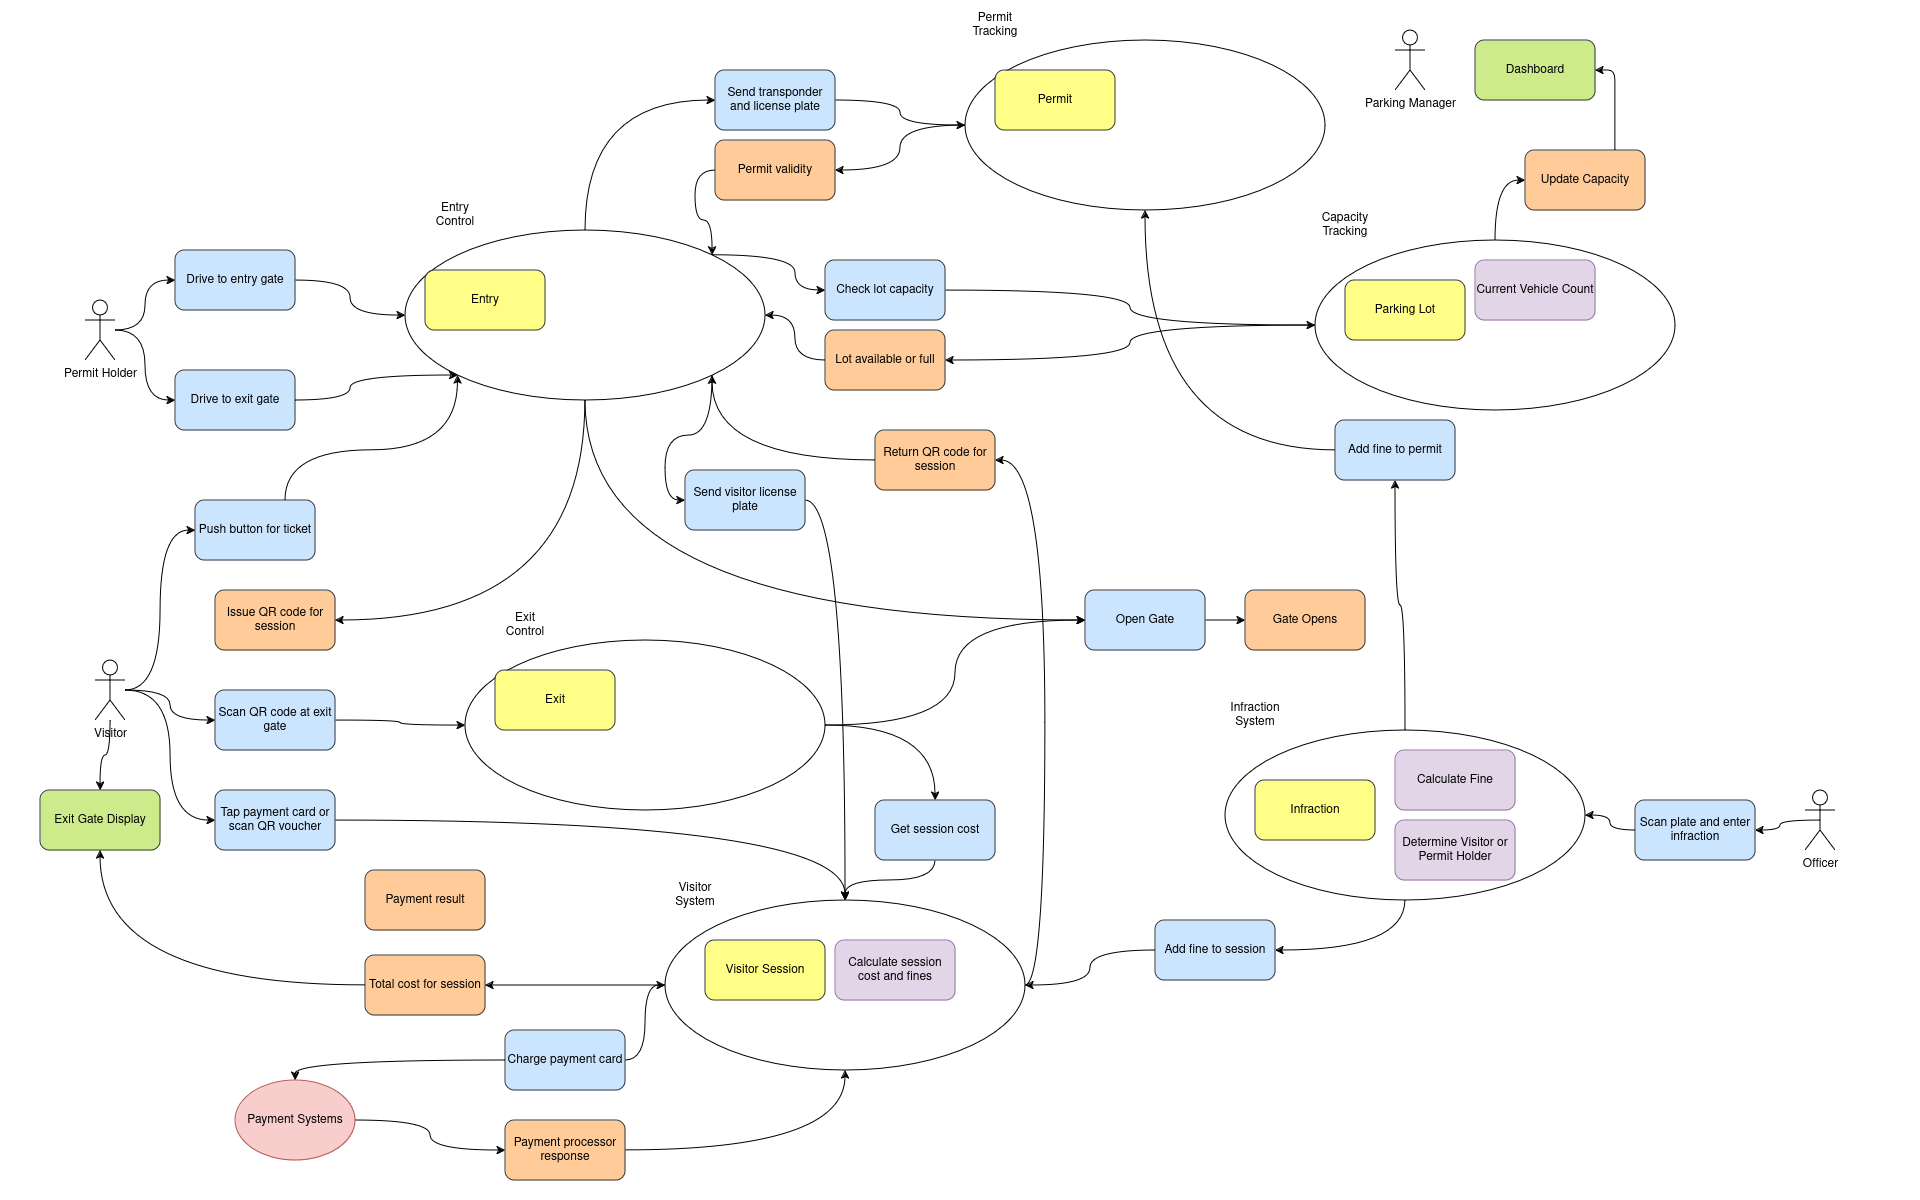 Permit
Tracking
Send transponder
and license plate
Permit
Parking Manager
Dashboard
Permit validity
Update Capacity
Entry
Control
Capacity
Tracking
Drive to entry gate
Entry
Check lot capacity
Parking Lot
Current Vehicle Count
Permit Holder
Drive to exit gate
Lot available or full
Return QR code for
session
Add fine to permit
Send visitor license
plate
Push button for ticket
Issue QR code for
session
Exit
Control
Open Gate
Gate Opens
Visitor
Scan QR code at exit
gate
Exit
Infraction
System
Calculate Fine
Infraction
Determine Visitor or
Permit Holder
Scan plate and enter
infraction
Officer
Exit Gate Display
Tap payment card or
scan QR voucher
Get session cost
Payment result
Visitor
System
Total cost for session
Visitor Session
Calculate session
cost and fines
Add fine to session
Charge payment card
Payment Systems
Payment processor
response